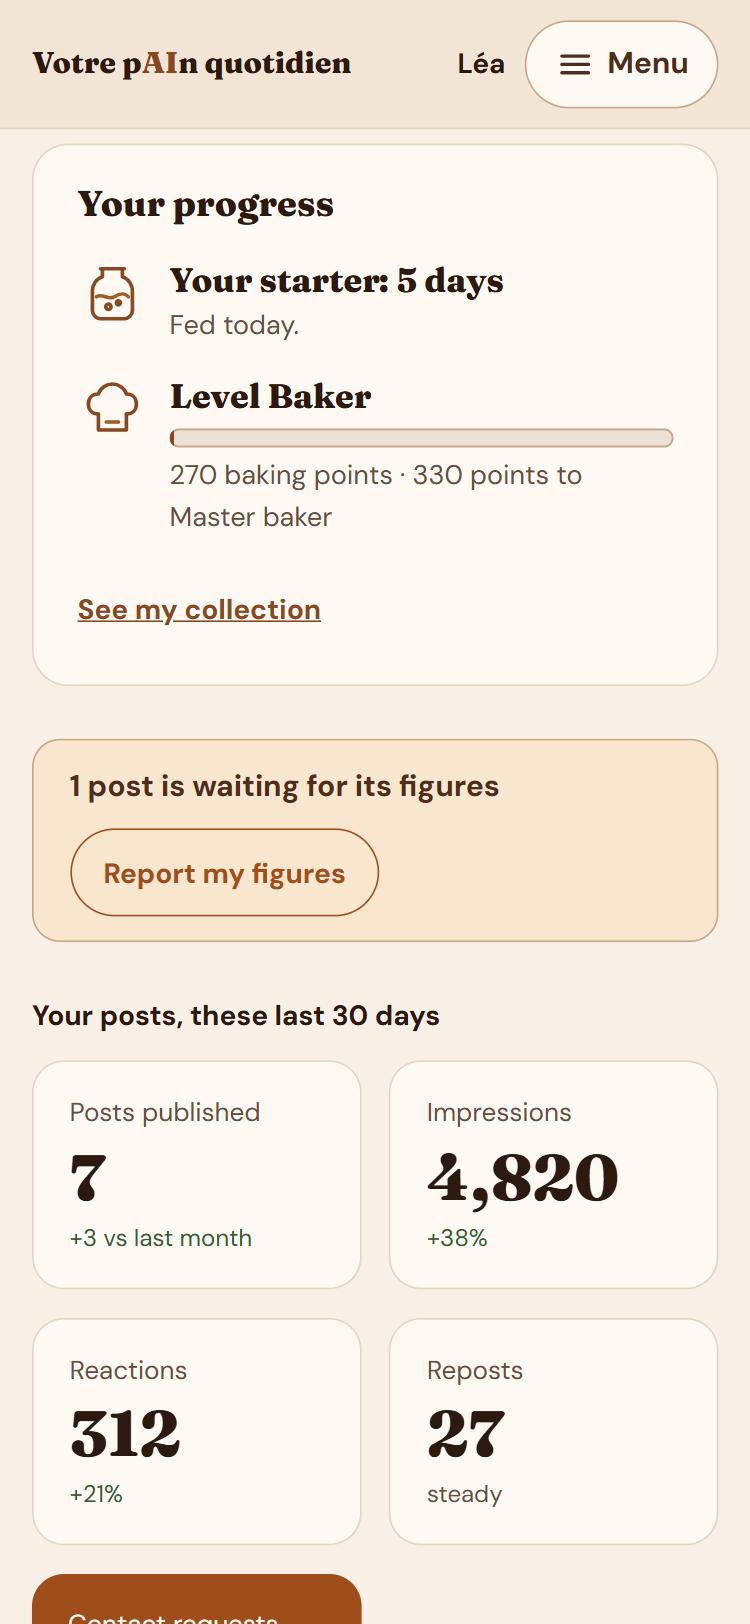 Votre pAIn quotidien
Léa
Menu
Your progress
Your starter: 5 days
Fed today.
Level Baker
270 baking points · 330 points to
Master baker
See my collection
1 post is waiting for its figures
Report my figures
Your posts, these last 30 days
Posts published
7
+3 vs last month
Impressions
4,820
+38%
Reactions
312
+21%
Reposts
27
steady
Contact requests